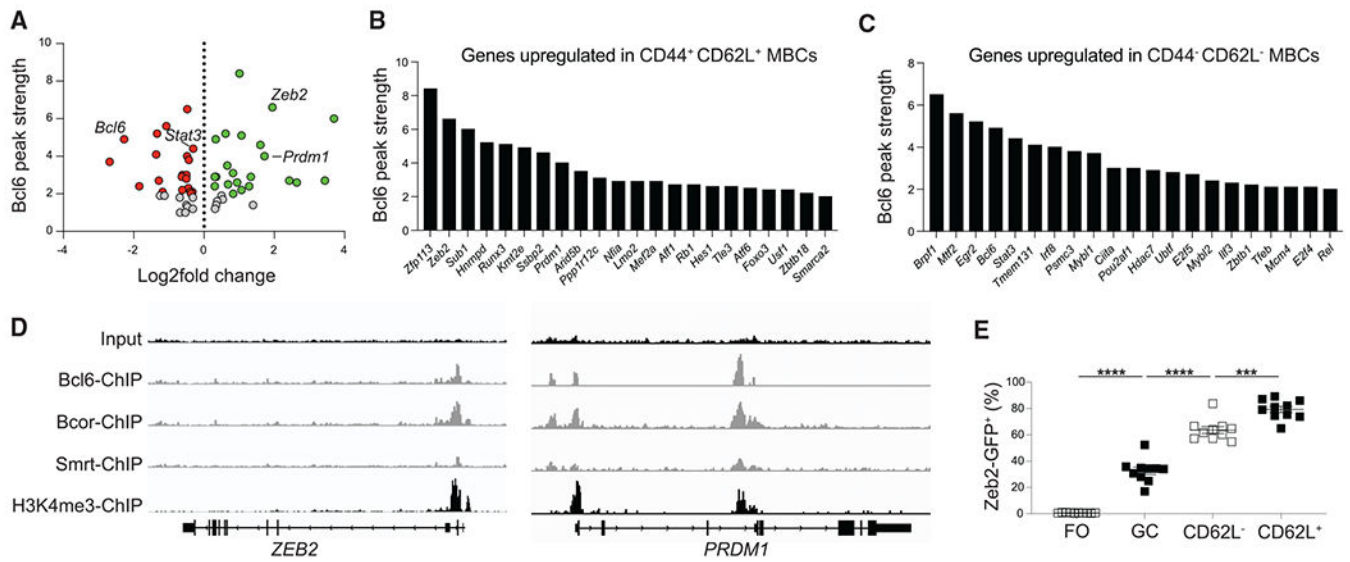 A
Bcl6 peak strength
10
8
6
4
2
0
-4
-2
0
2
4
Log2fold change
Bcl6
Stat3
Zeb2
Prdm1
B
Genes upregulated in CD44⁺ CD62L⁺ MBCs
Bcl6 peak strength
10
8
6
4
2
0
Zfp113
Zeb2
Sub1
Hnrnpd
Runx3
Kmt2e
Ssbp2
Prdm1
Arid5b
Ppp1r12c
Nfia
Lmo2
Mef2a
Aff1
Rb1
Hes1
Tle3
Atf6
Foxo3
Usf1
Zbtb18
Smarca2
C
Genes upregulated in CD44⁻ CD62L⁻ MBCs
Bcl6 peak strength
8
6
4
2
0
Brpf1
Mtf2
Egr2
Bcl6
Stat3
Tmem131
Irf8
Psmc3
Mybl1
Ciita
Pou2af1
Hdac7
Ubtf
E2f5
Mybl2
Ilf3
Zbtb1
Tfeb
Mcm4
E2f4
Rel
D
Input
Bcl6-ChIP
Bcor-ChIP
Smrt-ChIP
H3K4me3-ChIP
ZEB2
PRDM1
E
Zeb2-GFP⁺ (%)
100
80
60
40
20
0
**** **** ***
FO
GC
CD62L⁻
CD62L⁺